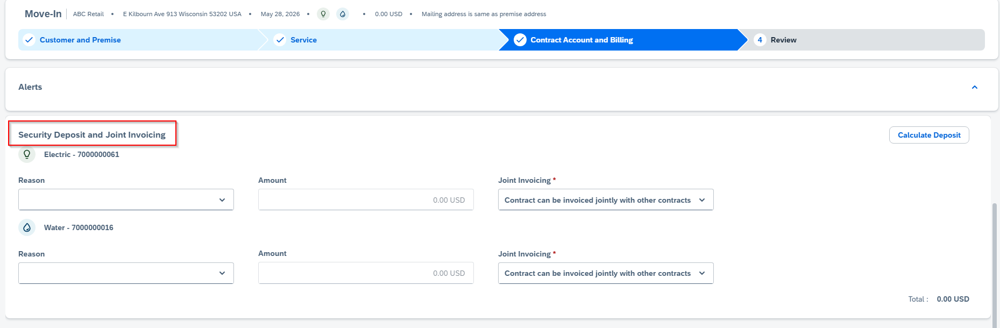 Move-In ABC Retail • E Kilbourn Ave 913 Wisconsin 53202 USA • May 28, 2026 • • 0.00 USD • Mailing address is same as premise address
Customer and Premise Service Contract Account and Billing 4 Review
Alerts
Security Deposit and Joint Invoicing Calculate Deposit
Electric - 7000000061
Reason Amount Joint Invoicing *
0.00 USD Contract can be invoiced jointly with other contracts
Water - 7000000016
Reason Amount Joint Invoicing *
0.00 USD Contract can be invoiced jointly with other contracts
Total : 0.00 USD